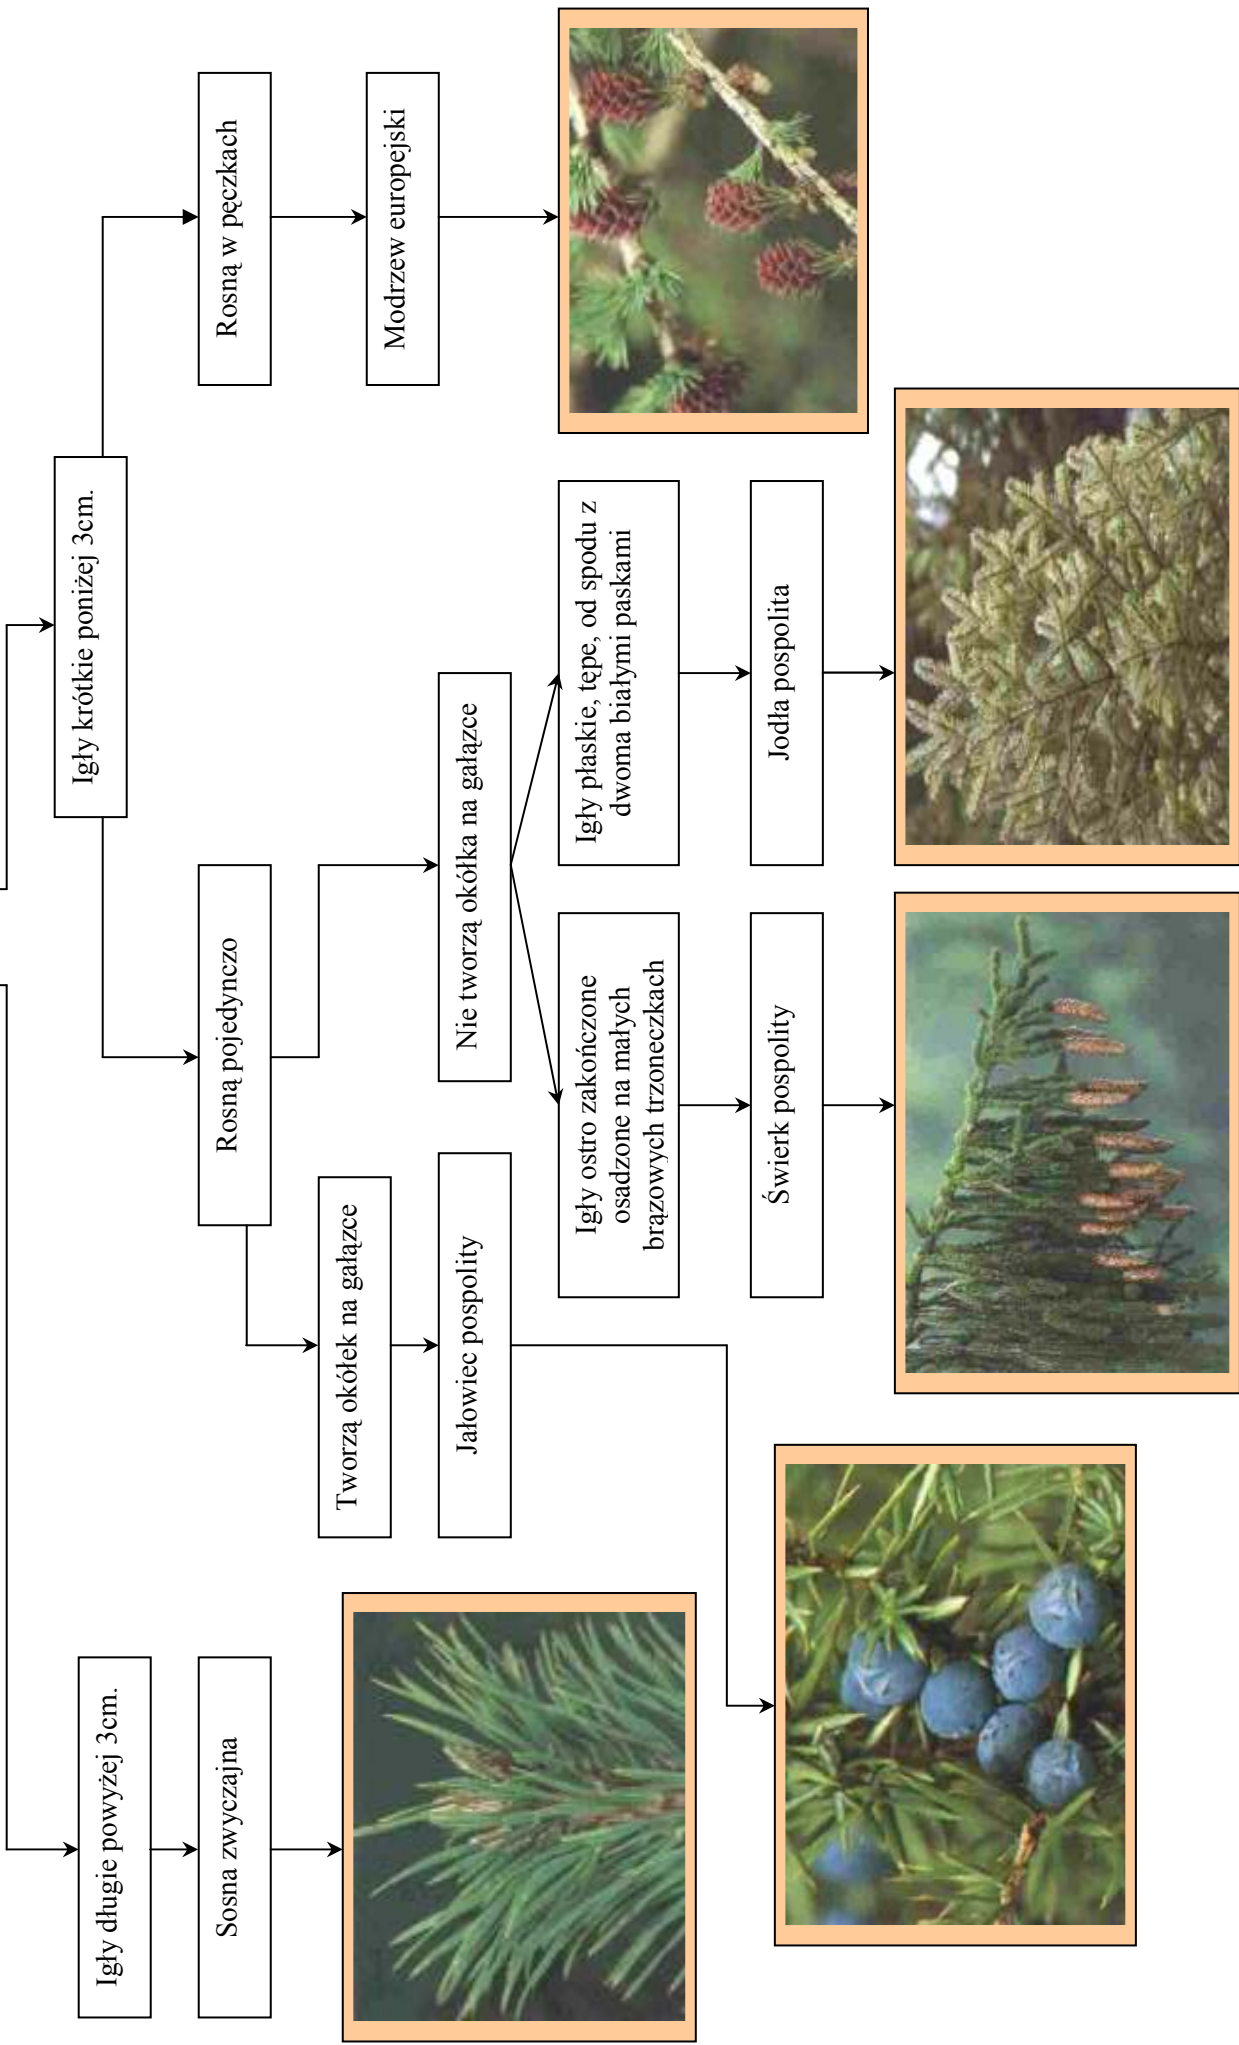 Igły długie powyżej 3cm.
Sosna zwyczajna
Igły krótkie poniżej 3cm.
Rosną pojedynczo
Tworzą okółek na gałązce
Jałowiec pospolity
Nie tworzą okółka na gałązce
Igły ostro zakończone
osadzone na małych
brązowych trzoneczkach
Świerk pospolity
Igły płaskie, tępe, od spodu z
dwoma białymi paskami
Jodła pospolita
Rosną w pęczkach
Modrzew europejski